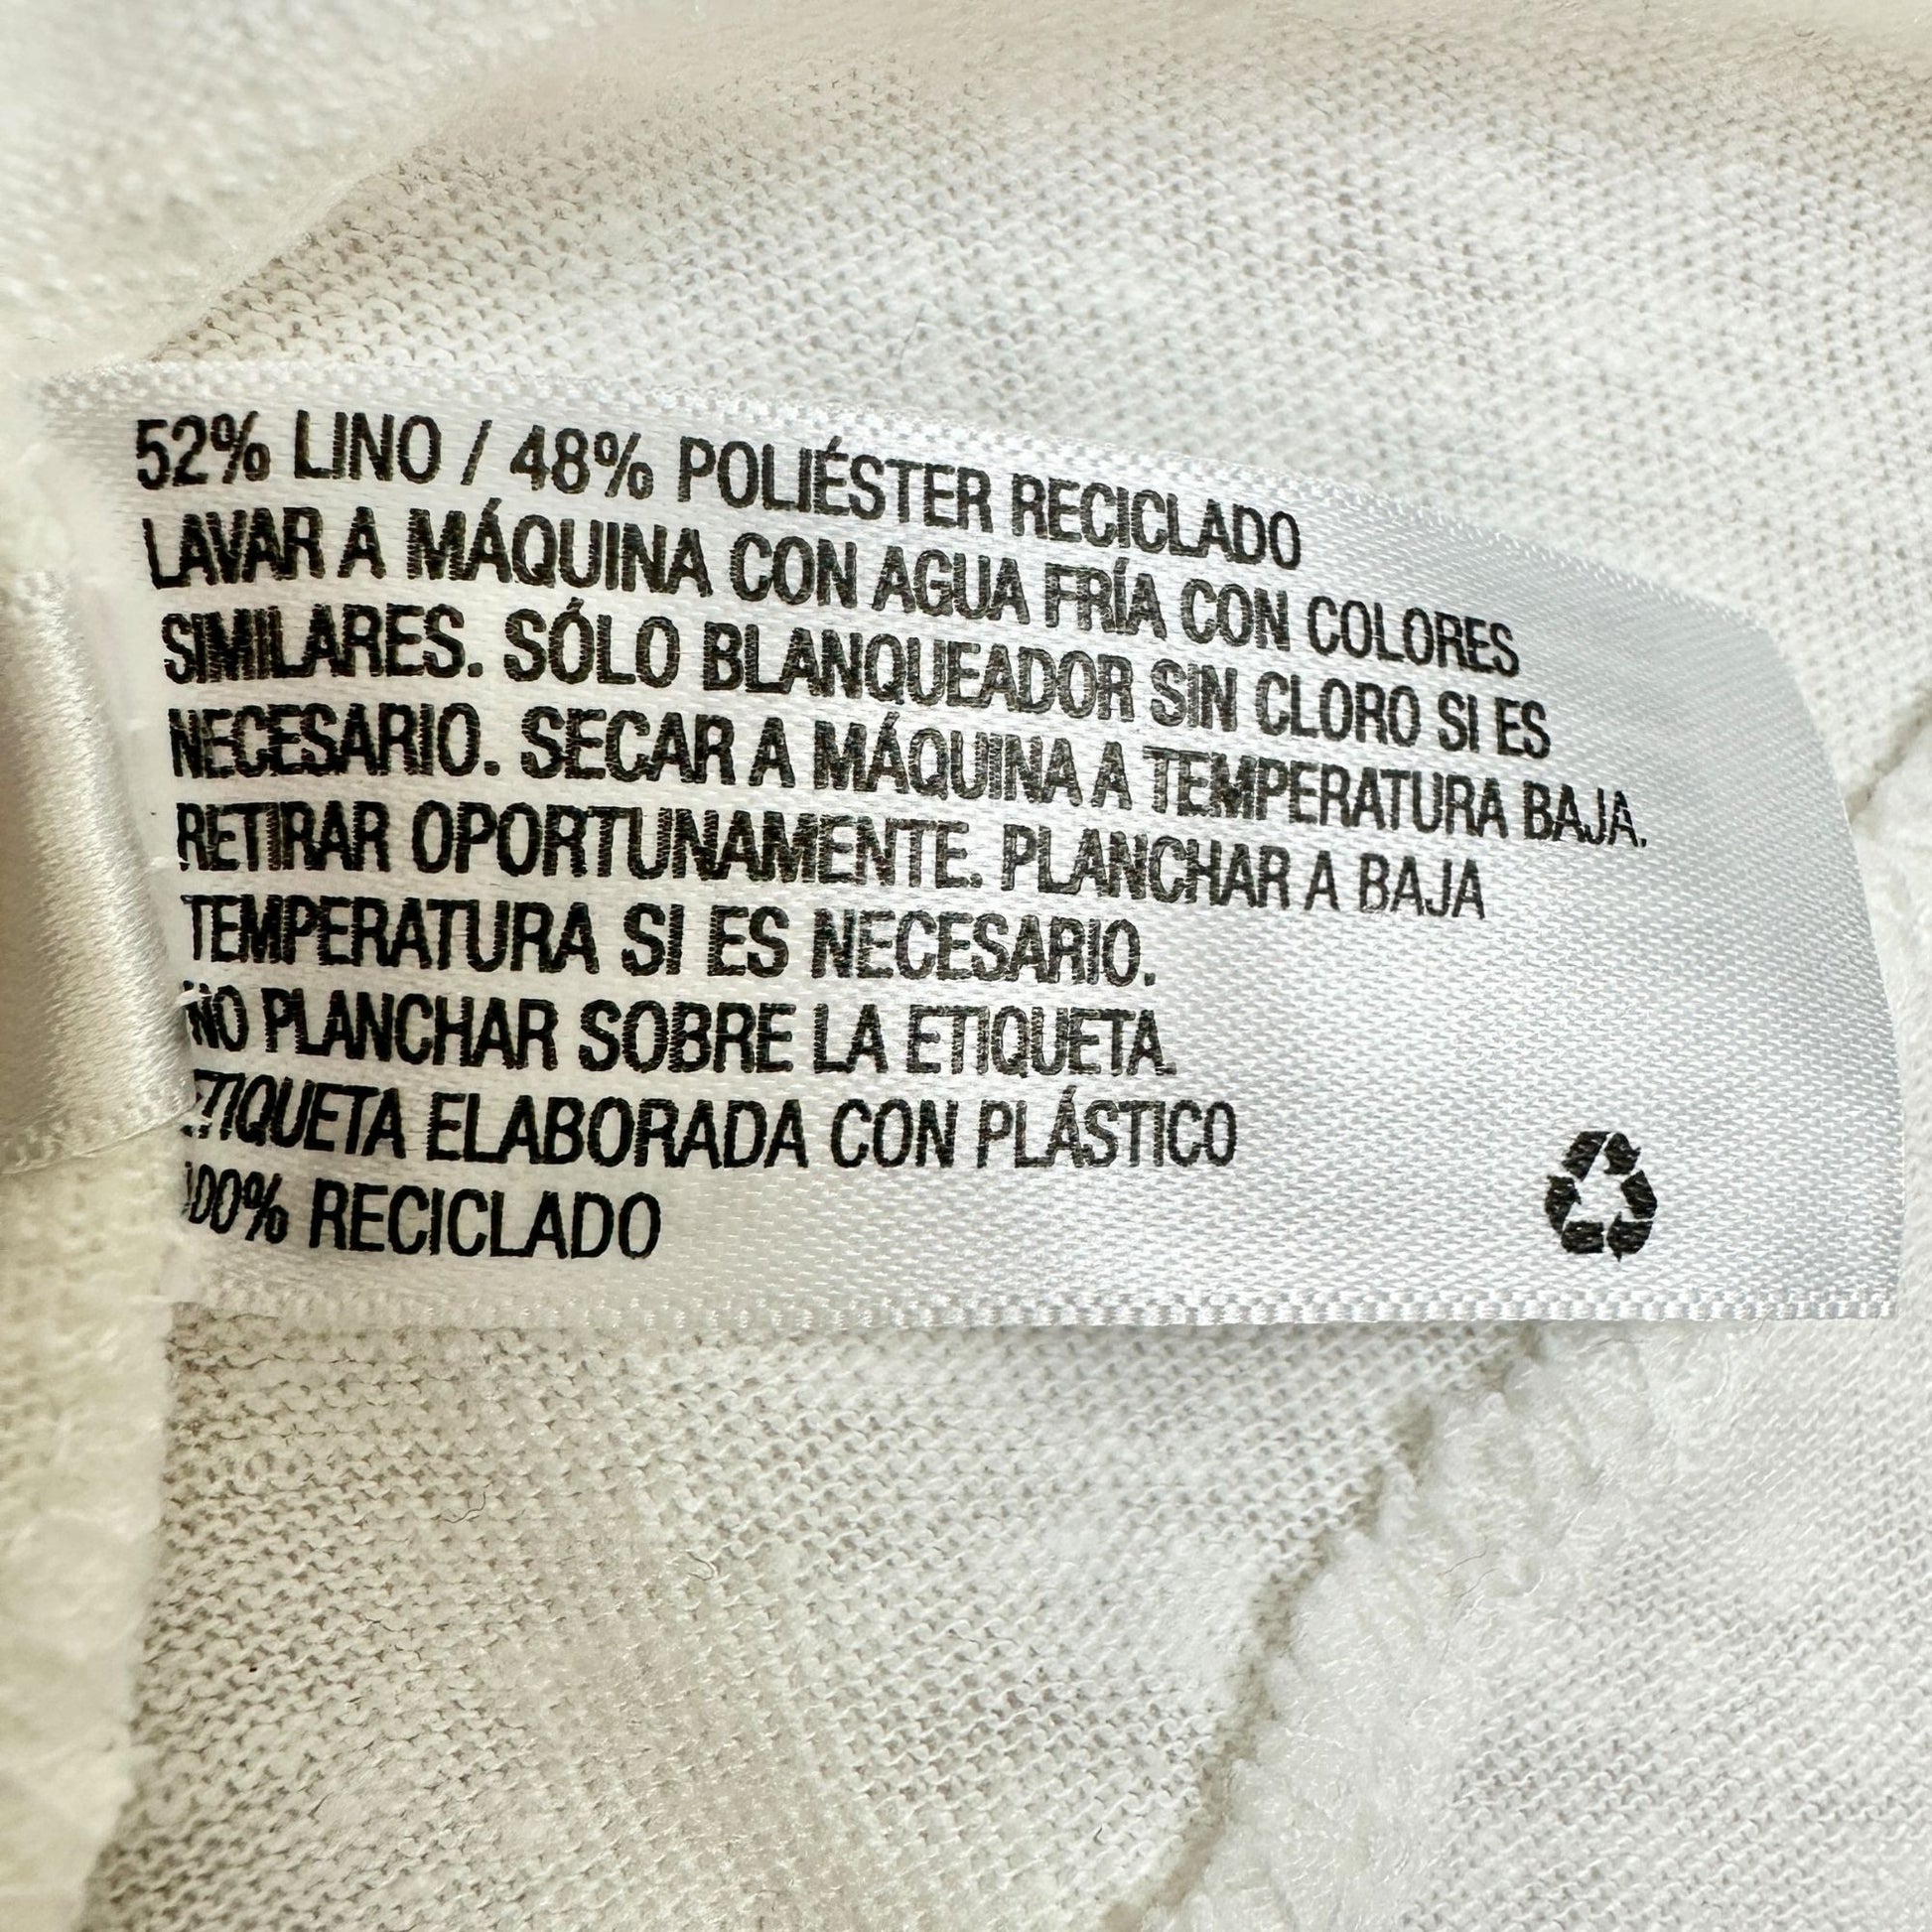 52% LINO / 48% POLIÉSTER RECICLADO
LAVAR A MÁQUINA CON AGUA FRÍA CON COLORES
SIMILARES. SÓLO BLANQUEADOR SIN CLORO SI ES
NECESARIO. SECAR A MÁQUINA A TEMPERATURA BAJA.
RETIRAR OPORTUNAMENTE. PLANCHAR A BAJA
TEMPERATURA SI ES NECESARIO.
NO PLANCHAR SOBRE LA ETIQUETA.
ETIQUETA ELABORADA CON PLÁSTICO
100% RECICLADO